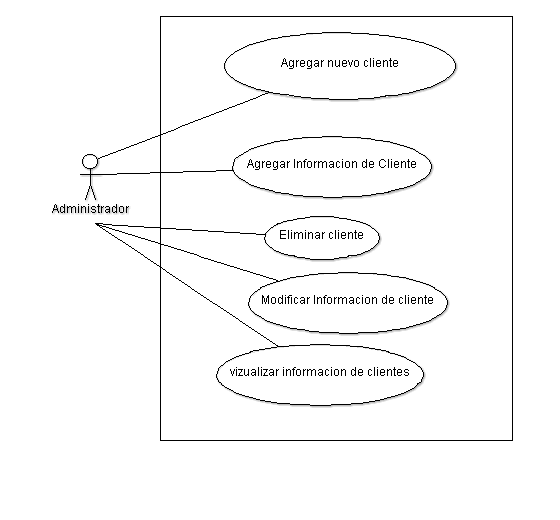 Agregar nuevo cliente
Agregar Informacion de Cliente
Administrador
Eliminar cliente
Modificar Informacion de cliente
vizualizar informacion de clientes